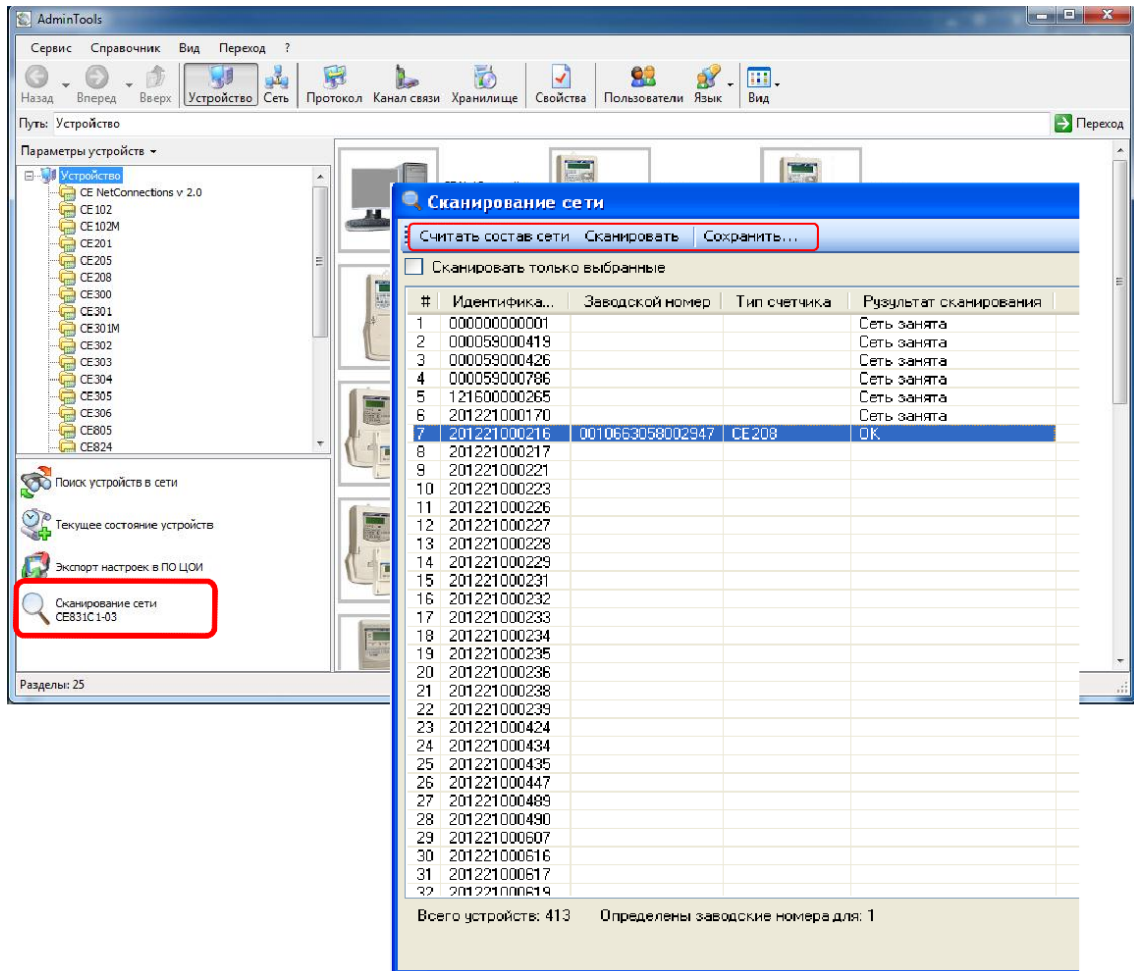 AdminTools
Сервис Справочник Вид Переход ?
Назад Вперед Вверх Устройство Сеть Протокол Канал связи Хранилище Свойства Пользователи Язык Вид
Путь: Устройство Переход
Параметры устройств
Устройство
CE NetConnections v 2.0
CE102
CE102M
CE201
CE205
CE208
CE300
CE301
CE301M
CE302
CE303
CE304
CE305
CE306
CE805
CE824
Поиск устройств в сети
Текущее состояние устройств
Экспорт настроек в ПО ЦОИ
Сканирование сети
CE831C1-03
Разделы: 25
Сканирование сети
Считать состав сети Сканировать Сохранить...
Сканировать только выбранные
# Идентифика... Заводской номер Тип счетчика Рузультат сканирования
1 000000000001 Сеть занята
2 000059000419 Сеть занята
3 000059000426 Сеть занята
4 000059000786 Сеть занята
5 121600000265 Сеть занята
6 201221000170 Сеть занята
7 201221000216 0010663058002947 CE208 OK
8 201221000217
9 201221000221
10 201221000223
11 201221000226
12 201221000227
13 201221000228
14 201221000229
15 201221000231
16 201221000232
17 201221000233
18 201221000234
19 201221000235
20 201221000236
21 201221000238
22 201221000239
23 201221000424
24 201221000434
25 201221000435
26 201221000447
27 201221000489
28 201221000490
29 201221000607
30 201221000616
31 201221000617
32 201221000619
Всего устройств: 413 Определены заводские номера для: 1